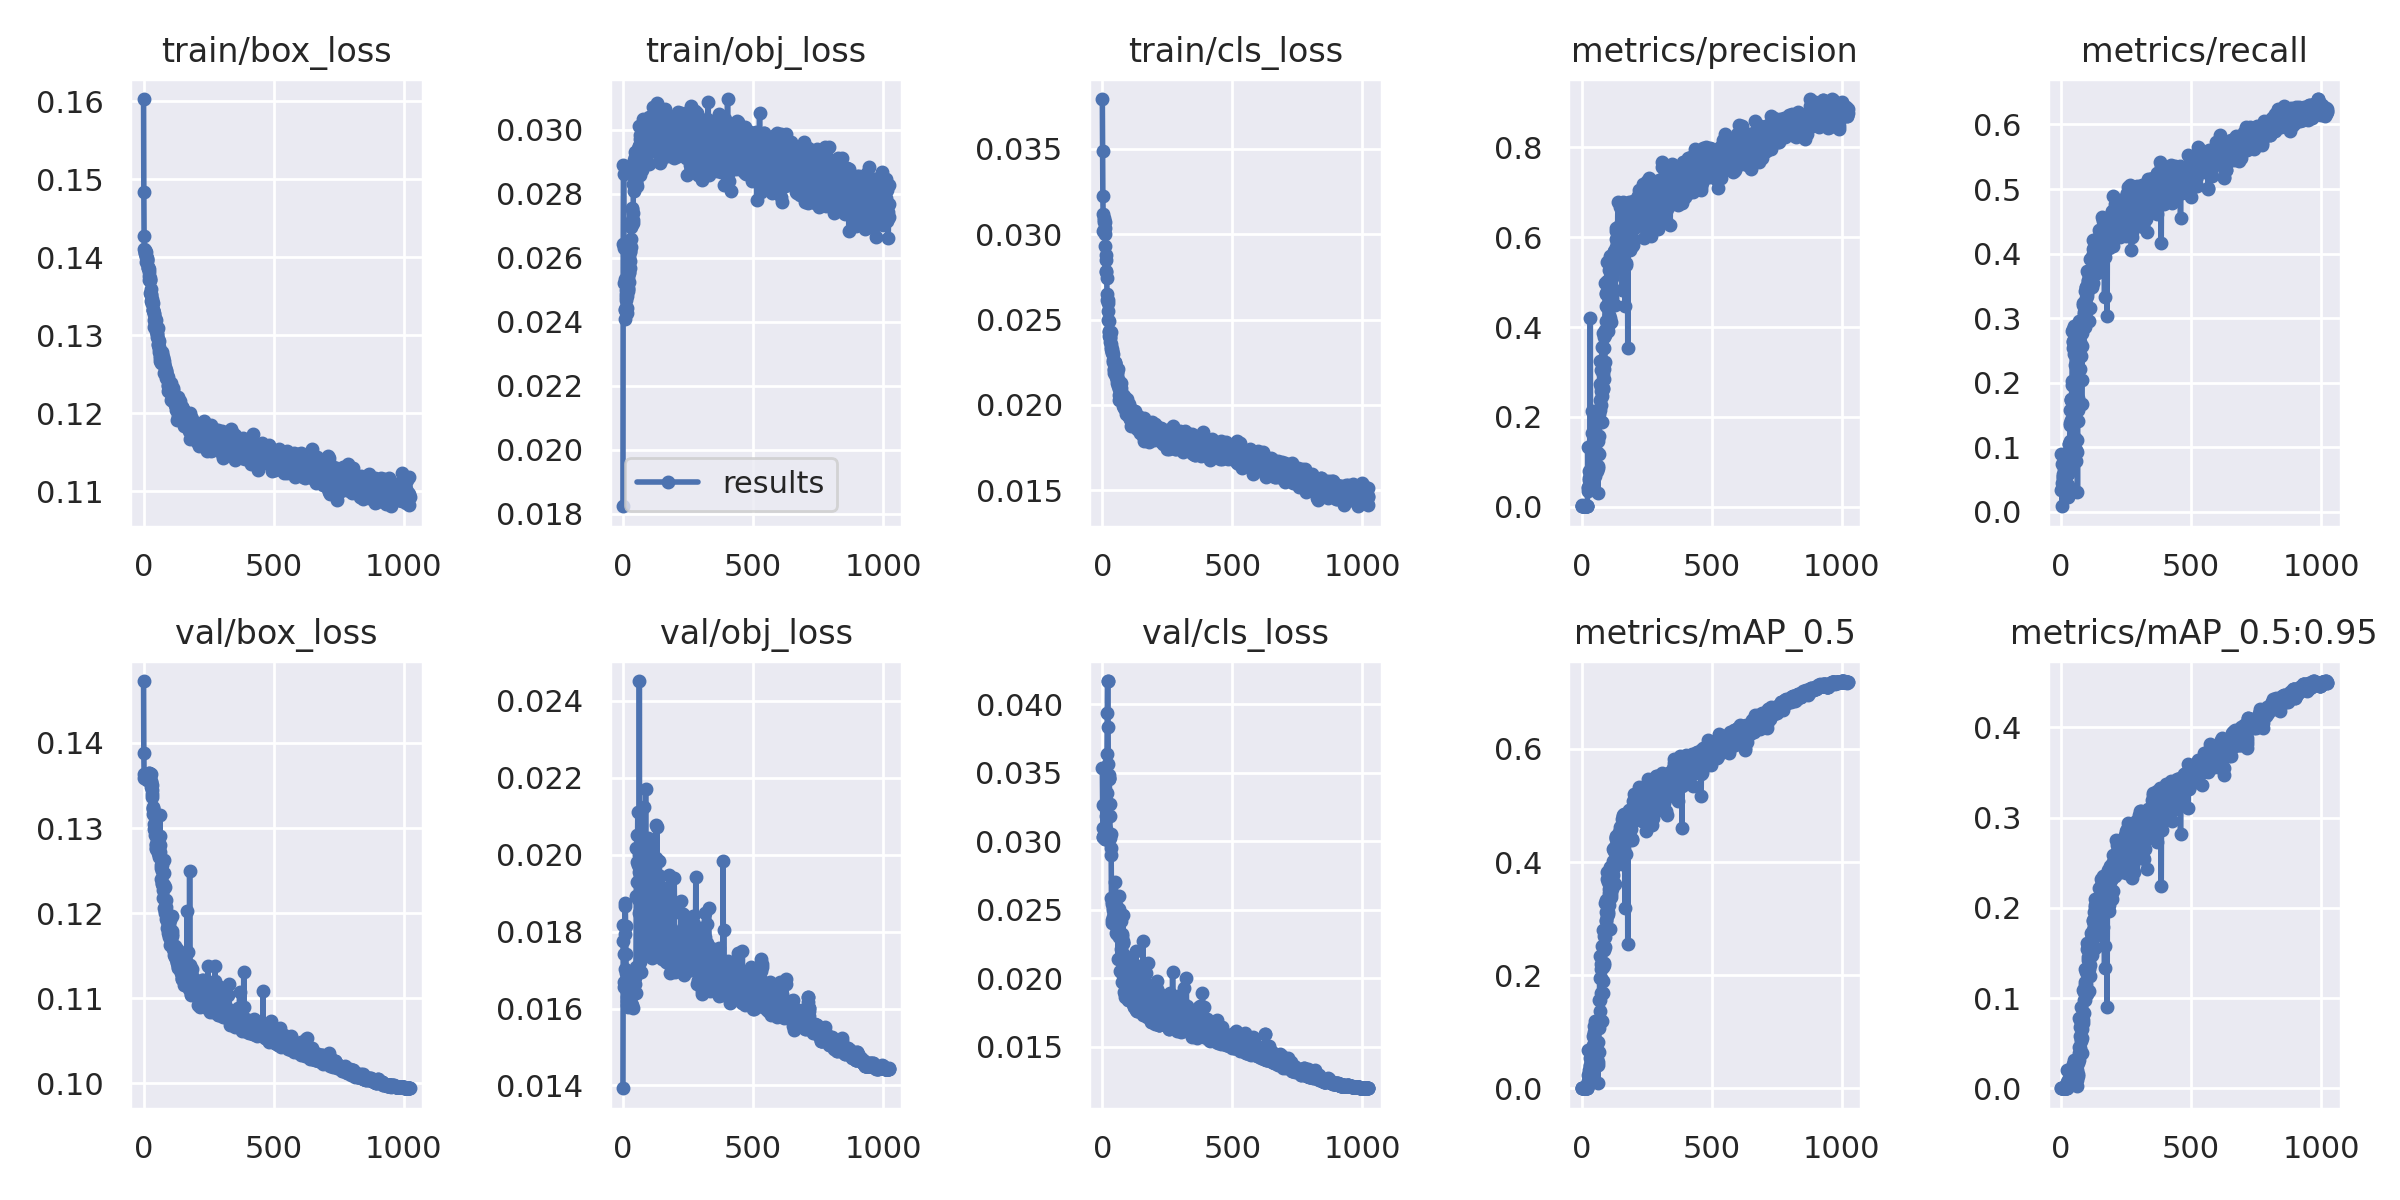 train/box_loss
0.16
0.15
0.14
0.13
0.12
0.11
0 500 1000
train/obj_loss
0.030
0.028
0.026
0.024
0.022
0.020
0.018
results
0 500 1000
train/cls_loss
0.035
0.030
0.025
0.020
0.015
0 500 1000
metrics/precision
0.8
0.6
0.4
0.2
0.0
0 500 1000
metrics/recall
0.6
0.5
0.4
0.3
0.2
0.1
0.0
0 500 1000
val/box_loss
0.14
0.13
0.12
0.11
0.10
0 500 1000
val/obj_loss
0.024
0.022
0.020
0.018
0.016
0.014
0 500 1000
val/cls_loss
0.040
0.035
0.030
0.025
0.020
0.015
0 500 1000
metrics/mAP_0.5
0.6
0.4
0.2
0.0
0 500 1000
metrics/mAP_0.5:0.95
0.4
0.3
0.2
0.1
0.0
0 500 1000